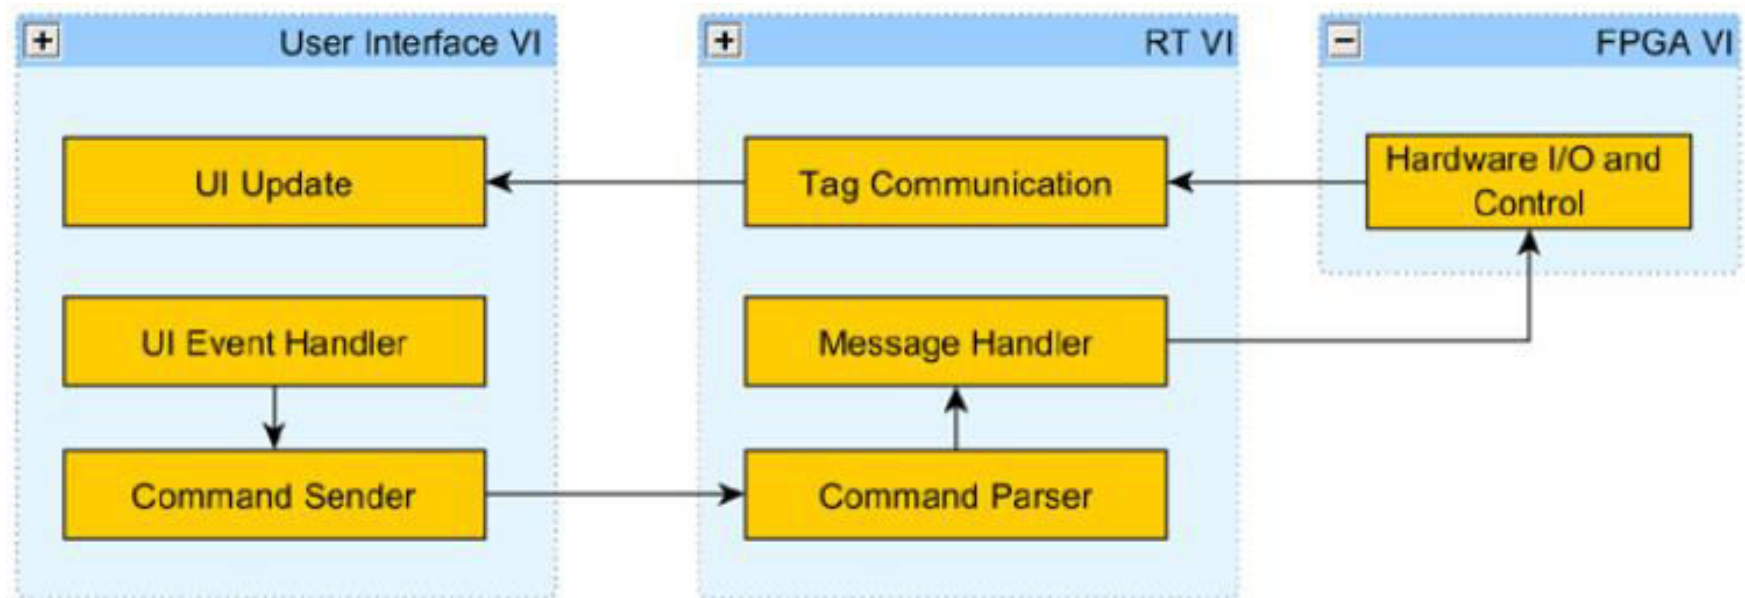 User Interface VI
UI Update
UI Event Handler
Command Sender
RT VI
Tag Communication
Message Handler
Command Parser
FPGA VI
Hardware I/O and
Control